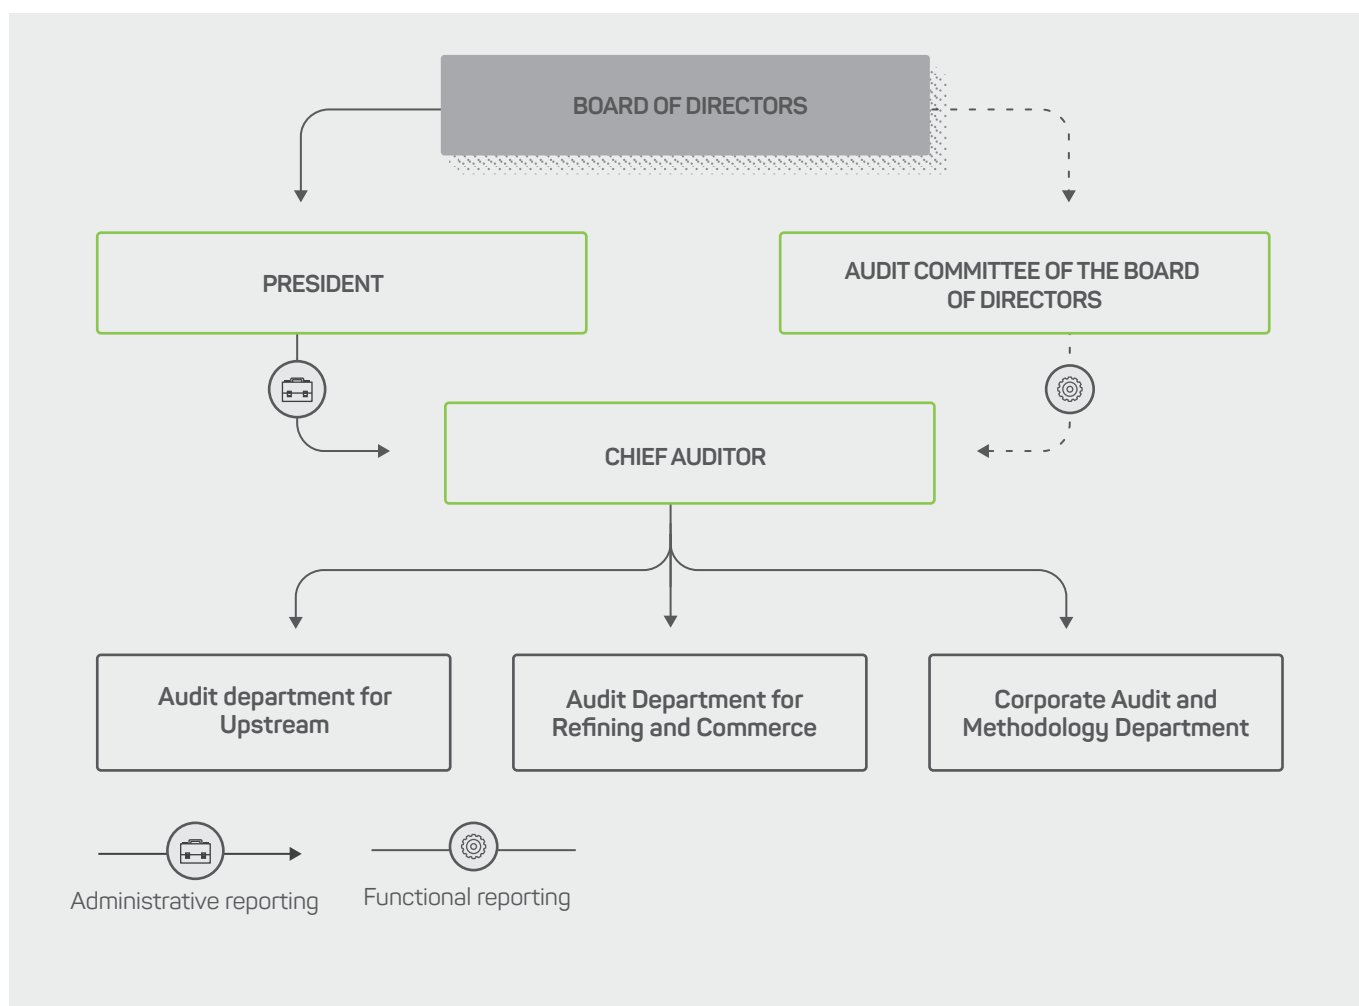 BOARD OF DIRECTORS
PRESIDENT
AUDIT COMMITTEE OF THE BOARD
OF DIRECTORS
CHIEF AUDITOR
Audit department for
Upstream
Audit Department for
Refining and Commerce
Corporate Audit and
Methodology Department
Administrative reporting
Functional reporting